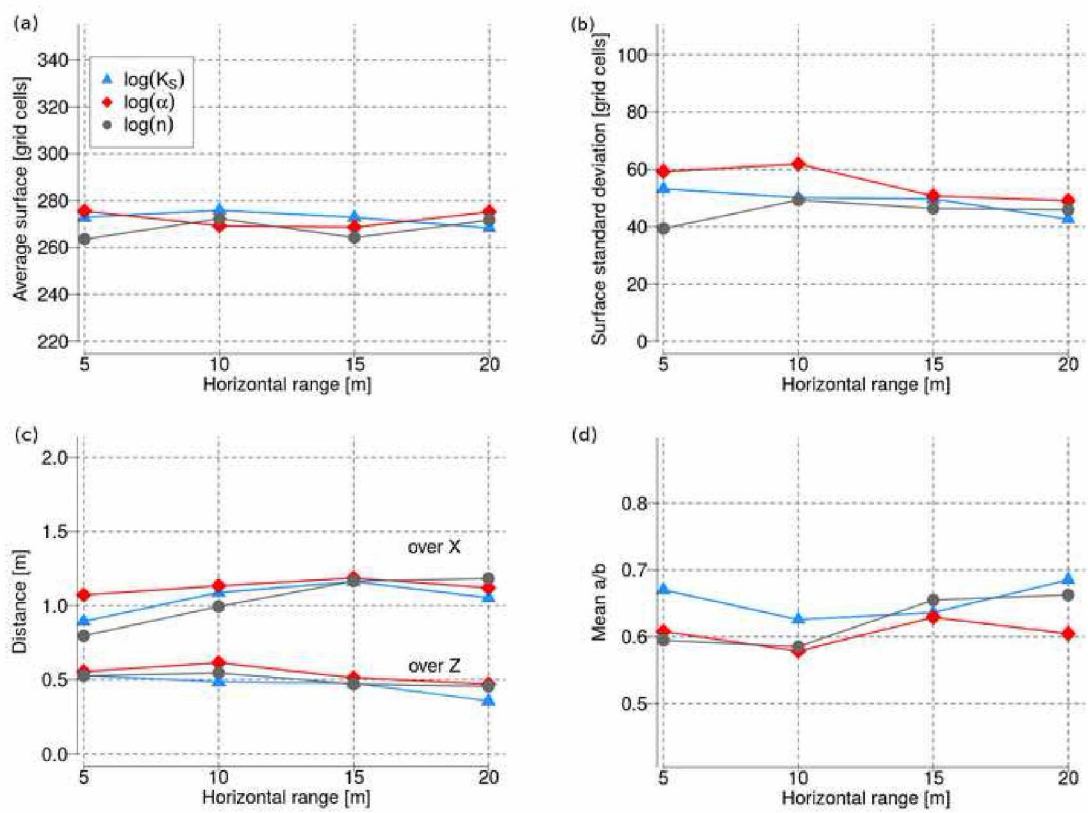 (a)
Average surface [grid cells]
340
320
300
280
260
240
220
log(K_S)
log(α)
log(n)
5 10 15 20
Horizontal range [m]
(b)
Surface standard deviation [grid cells]
100
80
60
40
20
0
5 10 15 20
Horizontal range [m]
(c)
Distance [m]
2.0
1.5
1.0
0.5
0.0
over X
over Z
5 10 15 20
Horizontal range [m]
(d)
Mean a/b
0.8
0.7
0.6
0.5
5 10 15 20
Horizontal range [m]